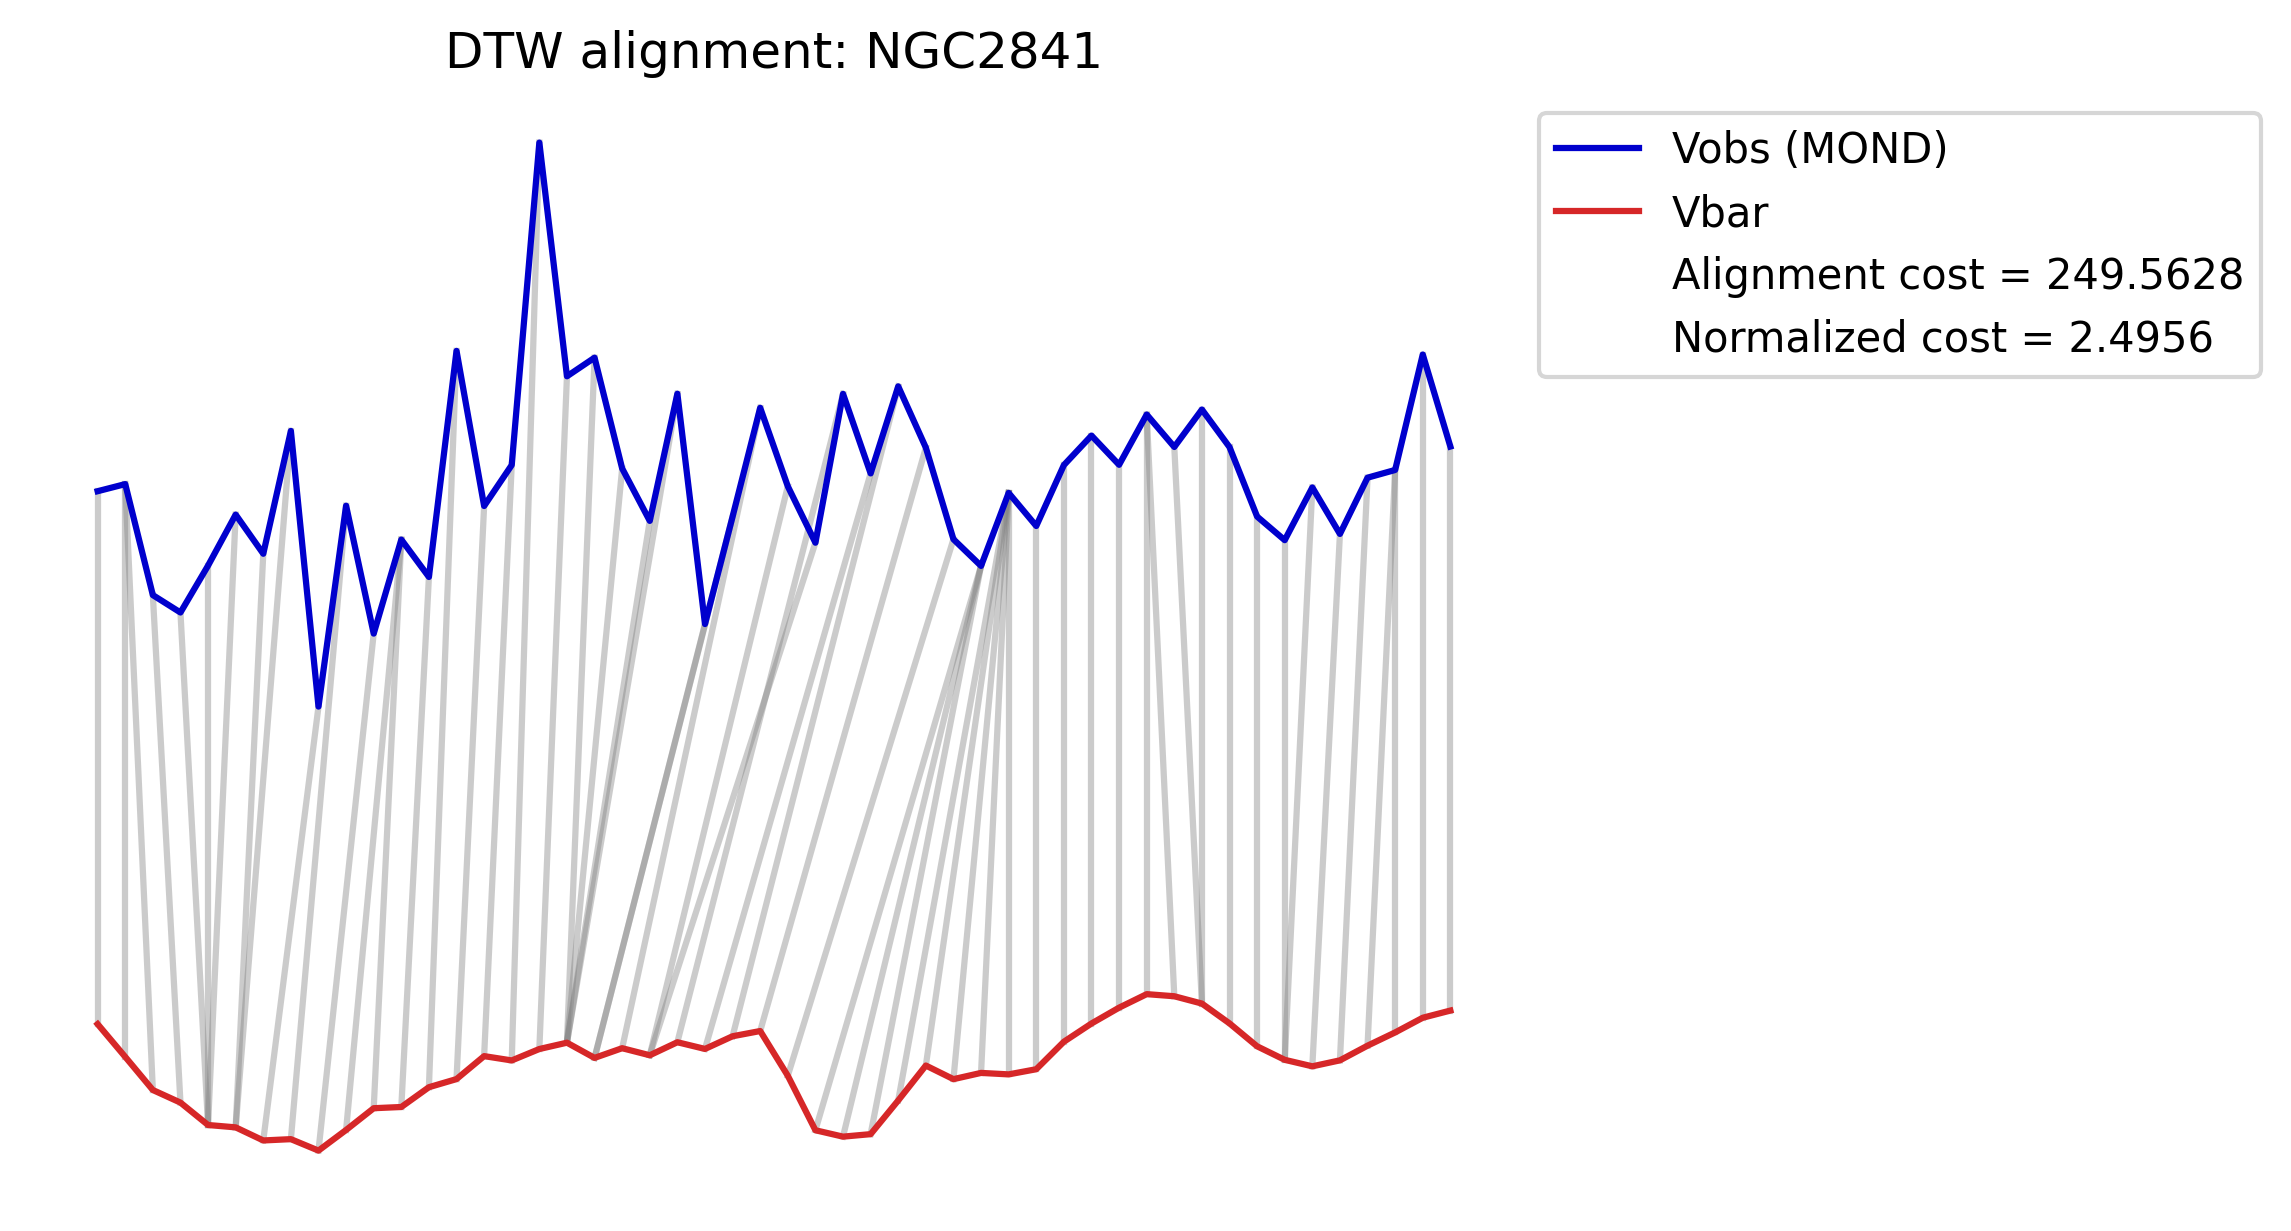 DTW alignment: NGC2841
Vobs (MOND)
Vbar
Alignment cost = 249.5628
Normalized cost = 2.4956